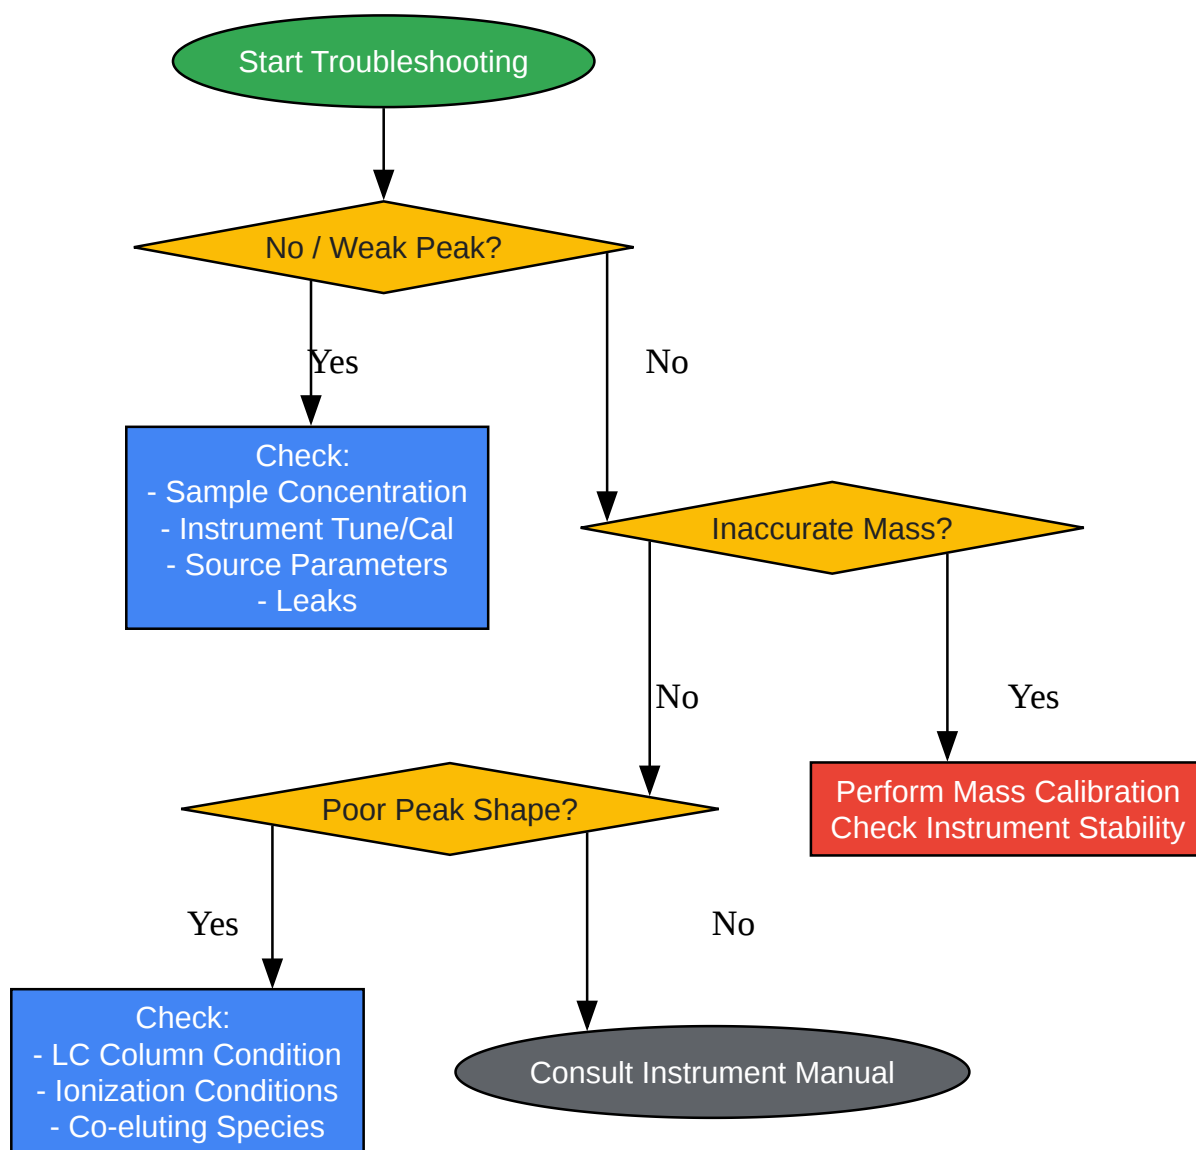 Start Troubleshooting
No / Weak Peak?
Yes
No
Check:
- Sample Concentration
- Instrument Tune/Cal
- Source Parameters
- Leaks
Inaccurate Mass?
No
Yes
Poor Peak Shape?
Perform Mass Calibration
Check Instrument Stability
Yes
No
Check:
- LC Column Condition
- Ionization Conditions
- Co-eluting Species
Consult Instrument Manual